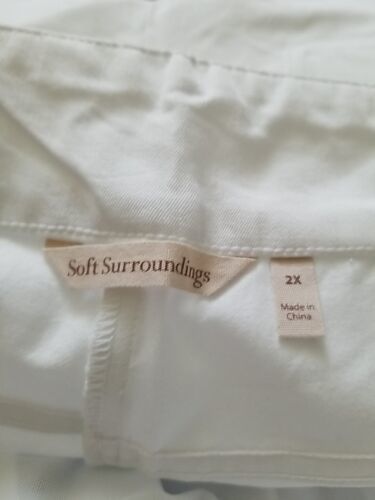 Soft Surroundings
2X
Made in
China